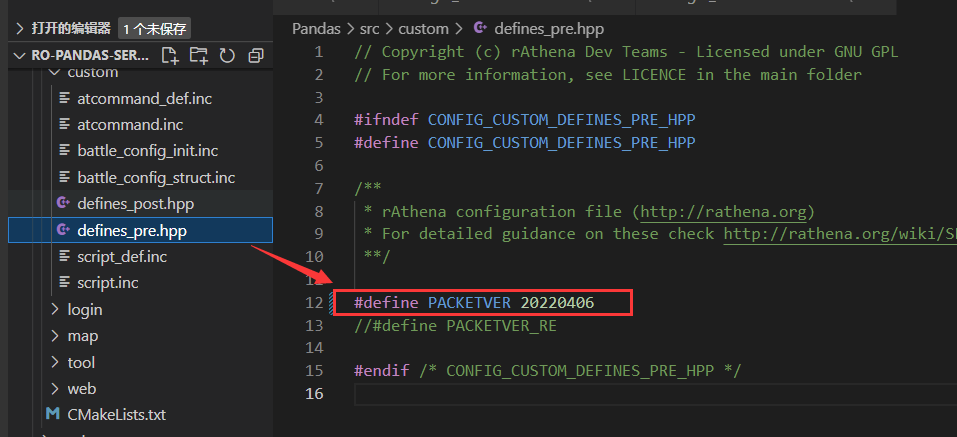 打开的编辑器 1 个未保存
RO-PANDAS-SER...
custom
atcommand_def.inc
atcommand.inc
battle_config_init.inc
battle_config_struct.inc
defines_post.hpp
defines_pre.hpp
script_def.inc
script.inc
login
map
tool
web
CMakeLists.txt
Pandas > src > custom > defines_pre.hpp
1 // Copyright (c) rAthena Dev Teams - Licensed under GNU GPL
2 // For more information, see LICENCE in the main folder
3
4 #ifndef CONFIG_CUSTOM_DEFINES_PRE_HPP
5 #define CONFIG_CUSTOM_DEFINES_PRE_HPP
6
7 /**
8 * rAthena configuration file (http://rathena.org)
9 * For detailed guidance on these check http://rathena.org/wiki/S
10 **/
11
12 #define PACKETVER 20220406
13 //#define PACKETVER_RE
14
15 #endif /* CONFIG_CUSTOM_DEFINES_PRE_HPP */
16